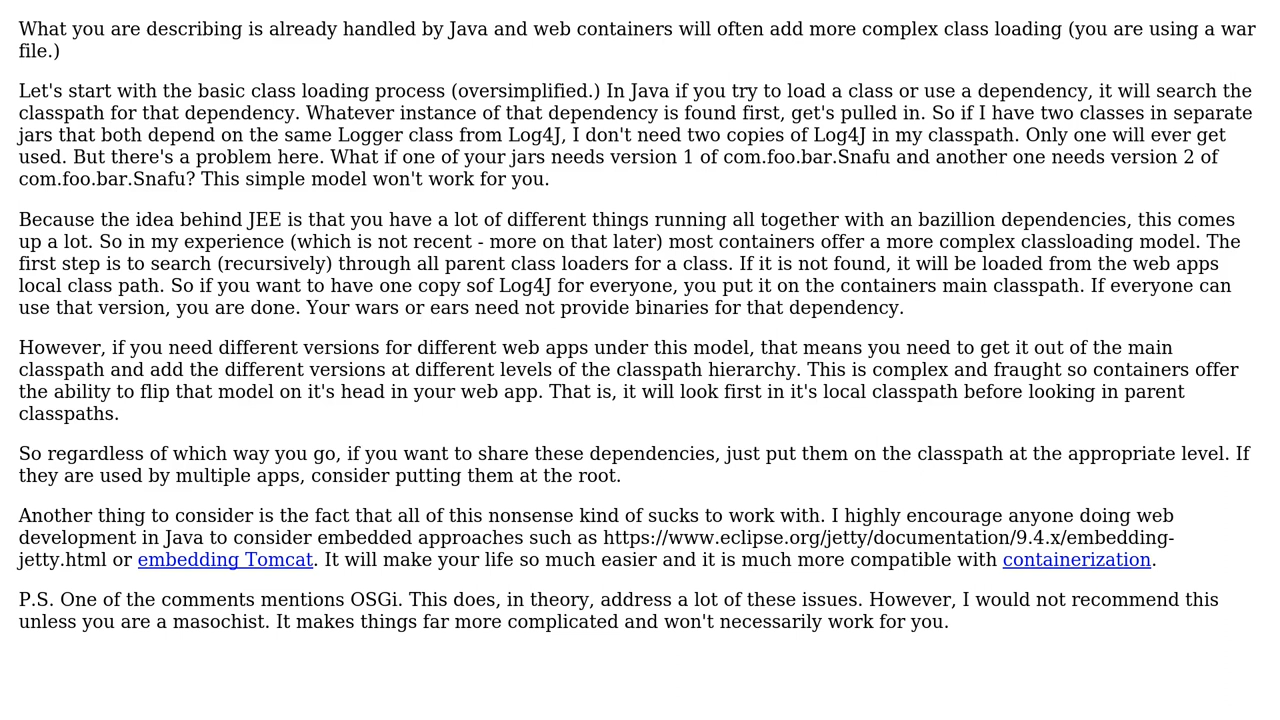 What you are describing is already handled by Java and web containers will often add more complex class loading (you are using a war
file.)
Let's start with the basic class loading process (oversimplified.) In Java if you try to load a class or use a dependency, it will search the
classpath for that dependency. Whatever instance of that dependency is found first, get's pulled in. So if I have two classes in separate
jars that both depend on the same Logger class from Log4J, I don't need two copies of Log4J in my classpath. Only one will ever get
used. But there's a problem here. What if one of your jars needs version 1 of com.foo.bar.Snafu and another one needs version 2 of
com.foo.bar.Snafu? This simple model won't work for you.
Because the idea behind JEE is that you have a lot of different things running all together with an bazillion dependencies, this comes
up a lot. So in my experience (which is not recent - more on that later) most containers offer a more complex classloading model. The
first step is to search (recursively) through all parent class loaders for a class. If it is not found, it will be loaded from the web apps
local class path. So if you want to have one copy sof Log4J for everyone, you put it on the containers main classpath. If everyone can
use that version, you are done. Your wars or ears need not provide binaries for that dependency.
However, if you need different versions for different web apps under this model, that means you need to get it out of the main
classpath and add the different versions at different levels of the classpath hierarchy. This is complex and fraught so containers offer
the ability to flip that model on it's head in your web app. That is, it will look first in it's local classpath before looking in parent
classpaths.
So regardless of which way you go, if you want to share these dependencies, just put them on the classpath at the appropriate level. If
they are used by multiple apps, consider putting them at the root.
Another thing to consider is the fact that all of this nonsense kind of sucks to work with. I highly encourage anyone doing web
development in Java to consider embedded approaches such as https://www.eclipse.org/jetty/documentation/9.4.x/embedding-
jetty.html or embedding Tomcat. It will make your life so much easier and it is much more compatible with containerization.
P.S. One of the comments mentions OSGi. This does, in theory, address a lot of these issues. However, I would not recommend this
unless you are a masochist. It makes things far more complicated and won't necessarily work for you.